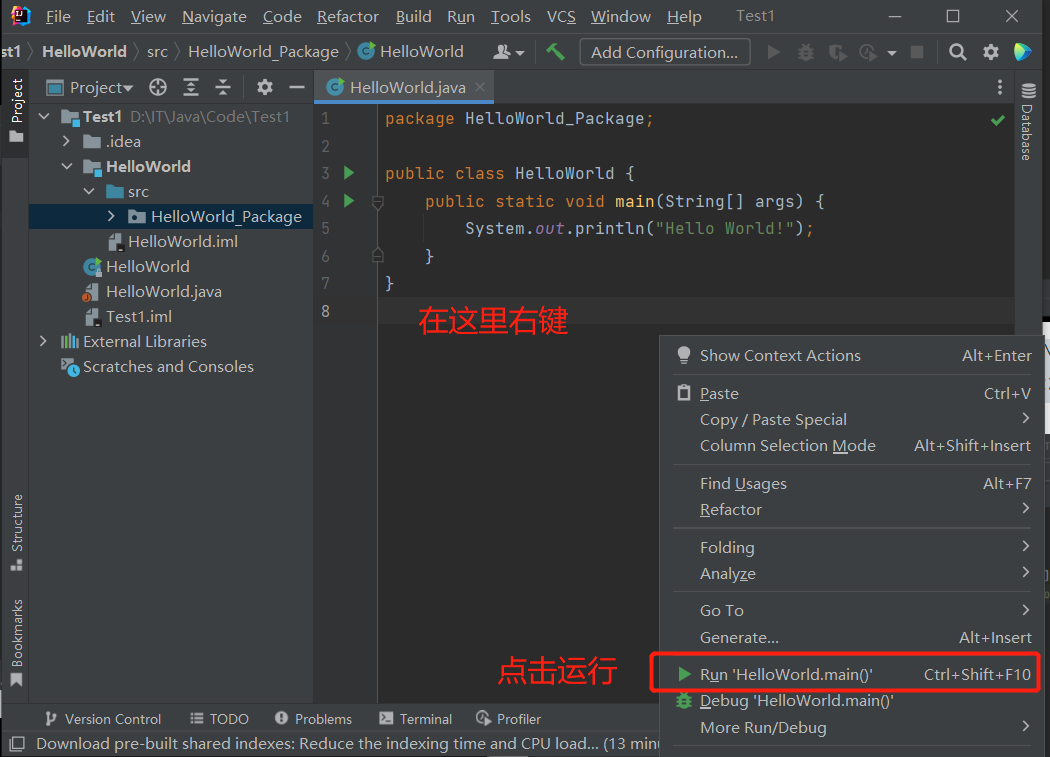 File Edit View Navigate Code Refactor Build Run Tools VCS Window Help Test1
st1 HelloWorld src HelloWorld_Package HelloWorld Add Configuration...
Project
Project
HelloWorld.java
Test1 D:\IT\Java\Code\Test1
.idea
HelloWorld
src
HelloWorld_Package
HelloWorld.iml
HelloWorld
HelloWorld.java
Test1.iml
External Libraries
Scratches and Consoles
1 package HelloWorld_Package;
2
3 public class HelloWorld {
4 public static void main(String[] args) {
5 System.out.println("Hello World!");
6 }
7 }
8
在这里右键
Database
Show Context Actions Alt+Enter
Paste Ctrl+V
Copy / Paste Special
Column Selection Mode Alt+Shift+Insert
Find Usages Alt+F7
Refactor
Folding
Analyze
Go To
Generate... Alt+Insert
点击运行
Run 'HelloWorld.main()' Ctrl+Shift+F10
Debug 'HelloWorld.main()'
More Run/Debug
Structure
Bookmarks
Version Control TODO Problems Terminal Profiler
Download pre-built shared indexes: Reduce the indexing time and CPU load... (13 minu